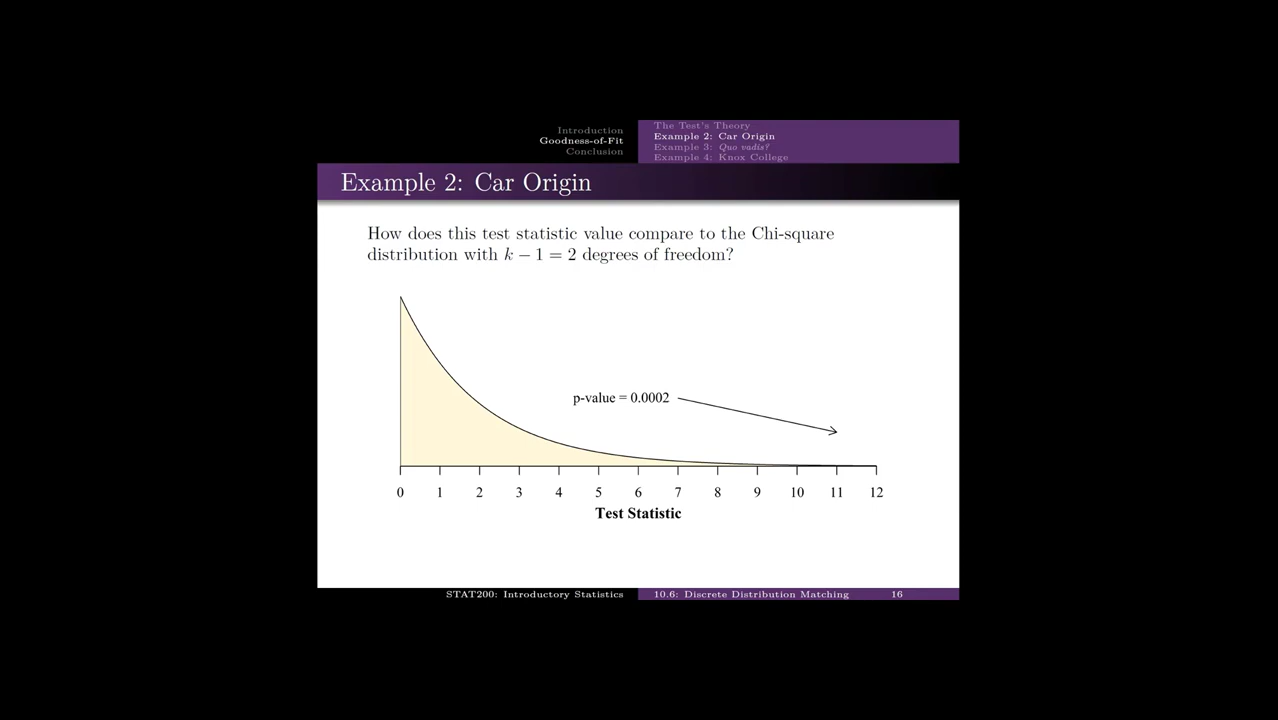 Introduction
Goodness-of-Fit
Conclusion
The Test's Theory
Example 2: Car Origin
Example 3: Quo vadis?
Example 4: Knox College
Example 2: Car Origin
How does this test statistic value compare to the Chi-square
distribution with k − 1 = 2 degrees of freedom?
p-value = 0.0002
0 1 2 3 4 5 6 7 8 9 10 11 12
Test Statistic
STAT200: Introductory Statistics
10.6: Discrete Distribution Matching 16